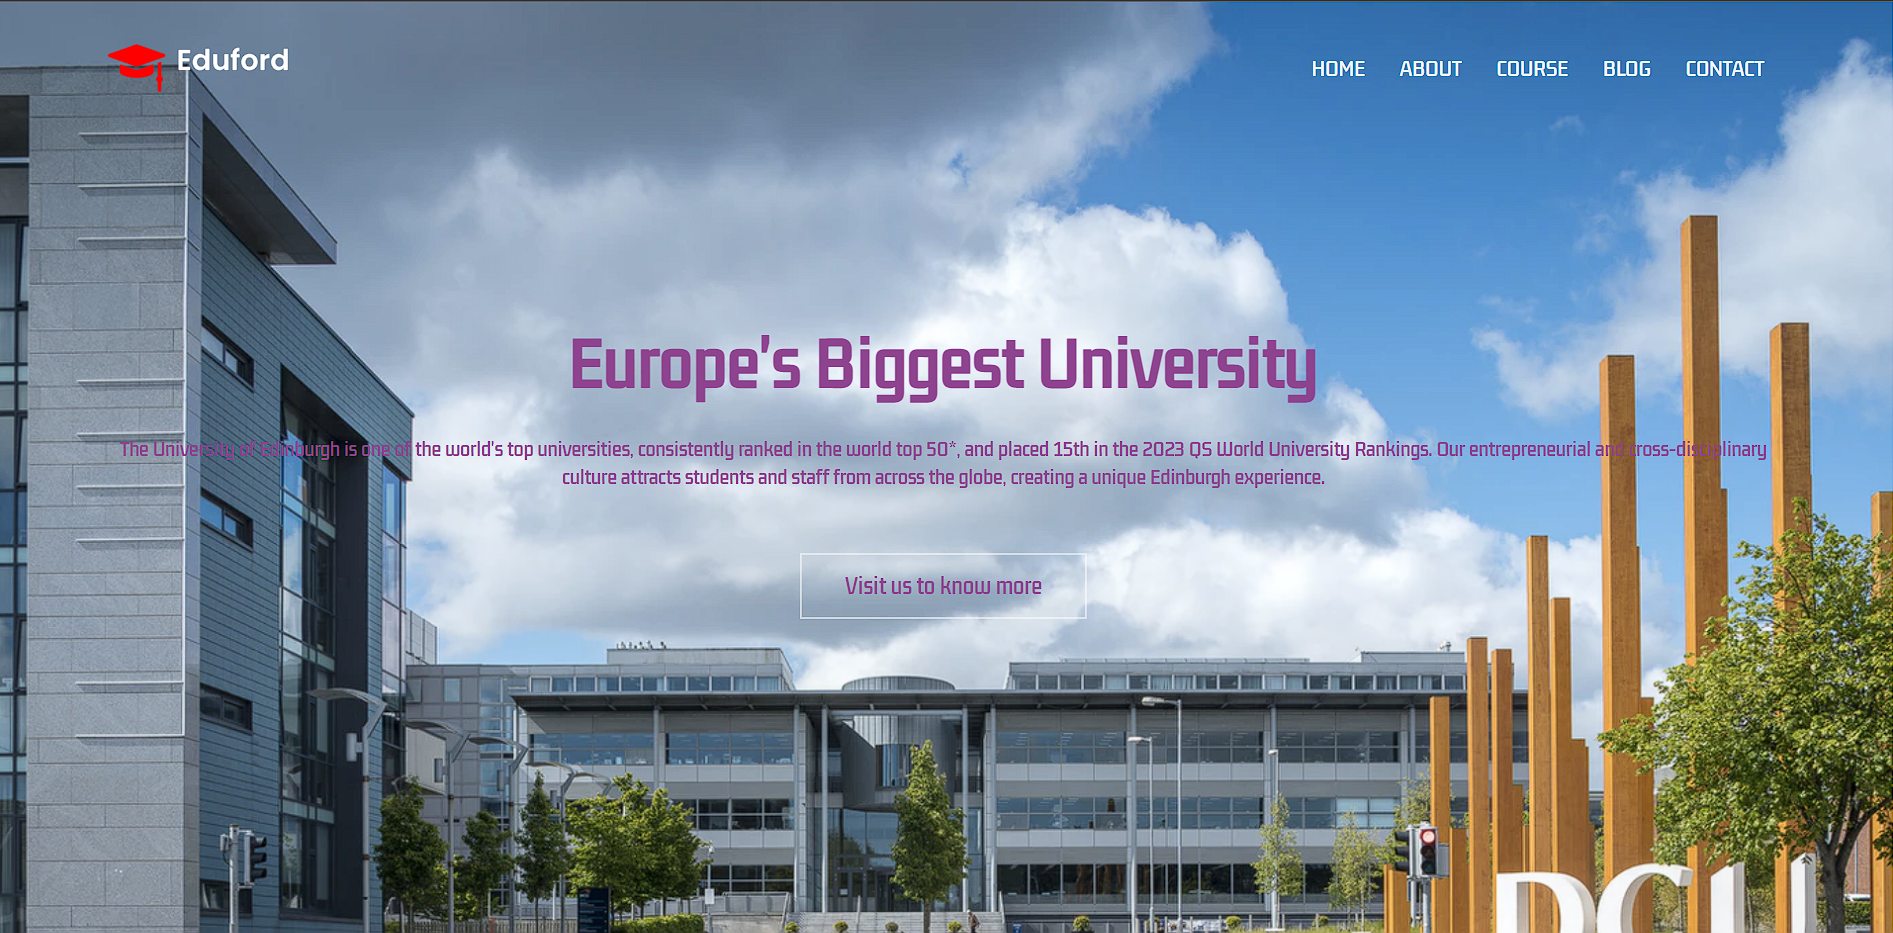 Eduford
HOME ABOUT COURSE BLOG CONTACT
Europe's Biggest University
The University of Edinburgh is one of the world's top universities, consistently ranked in the world top 50*, and placed 15th in the 2023 QS World University Rankings. Our entrepreneurial and cross-disciplinary
culture attracts students and staff from across the globe, creating a unique Edinburgh experience.
Visit us to know more
DCU